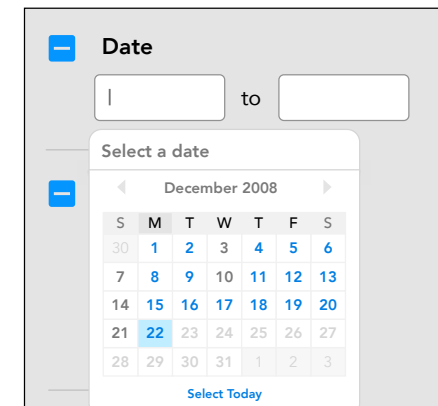 Date
to
Select a date
December 2008
S M T W T F S
30 1 2 3 4 5 6
7 8 9 10 11 12 13
14 15 16 17 18 19 20
21 22 23 24 25 26 27
28 29 30 31 1 2 3
Select Today